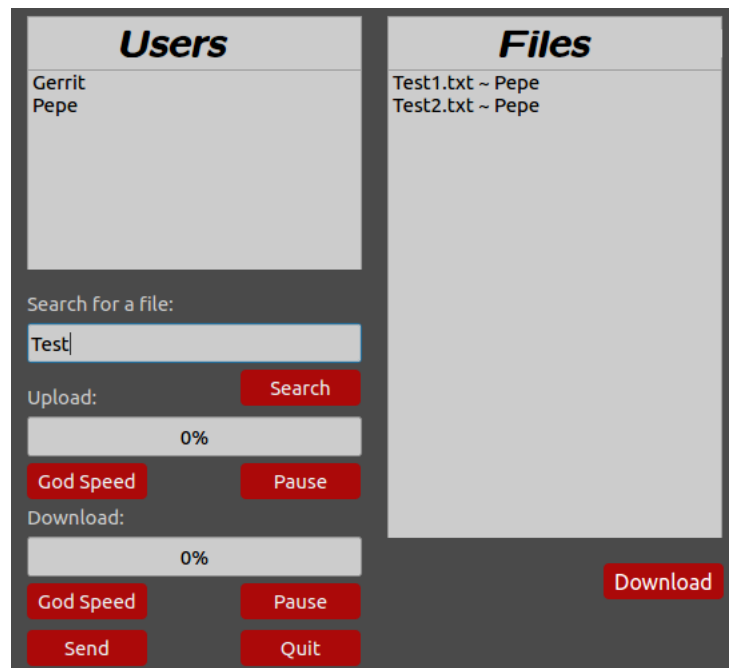 Users
Gerrit
Pepe
Search for a file:
Test
Search
Upload:
0%
God Speed
Pause
Download:
0%
God Speed
Pause
Send
Quit
Files
Test1.txt ~ Pepe
Test2.txt ~ Pepe
Download